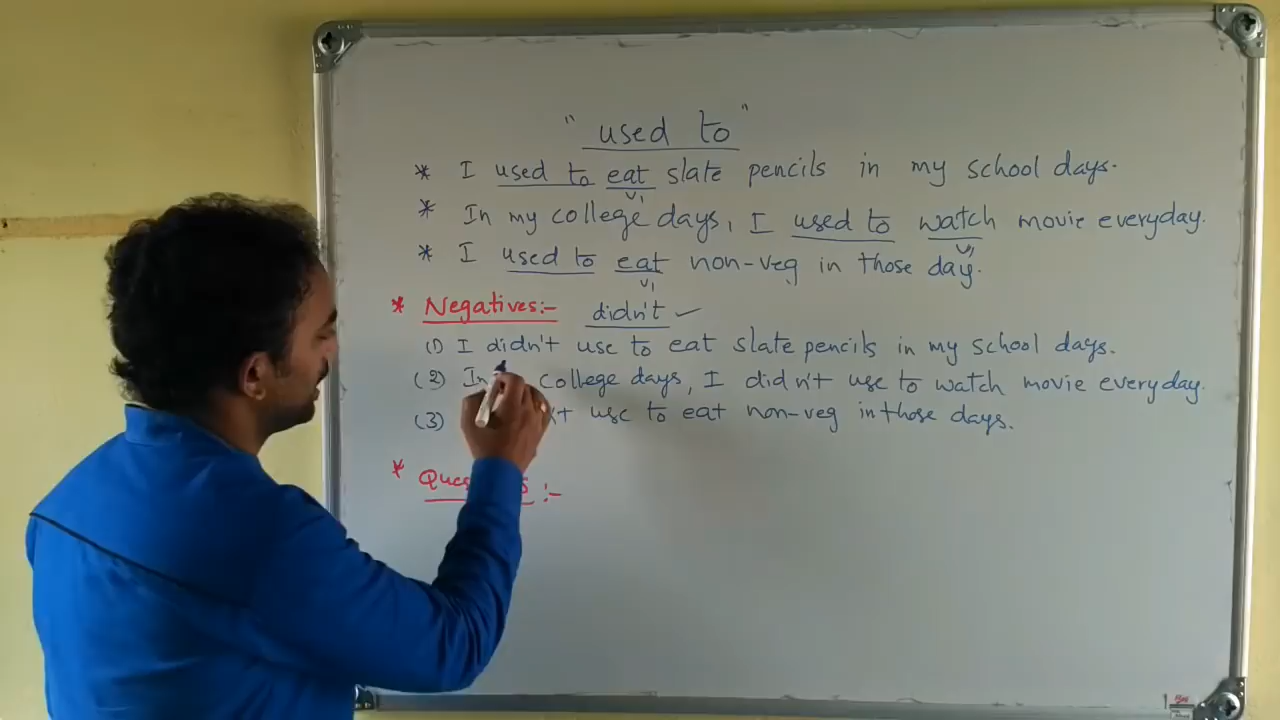 " used to "
* I used to eat slate pencils in my school days.
V1
* In my college days, I used to watch movie everyday.
V1
* I used to eat non-veg in those day.
V1
* Negatives:- didn't ✓
(1) I didn't use to eat slate pencils in my school days.
(2) In college days, I didn't use to watch movie everyday.
(3) use to eat non-veg in those days.
* :-